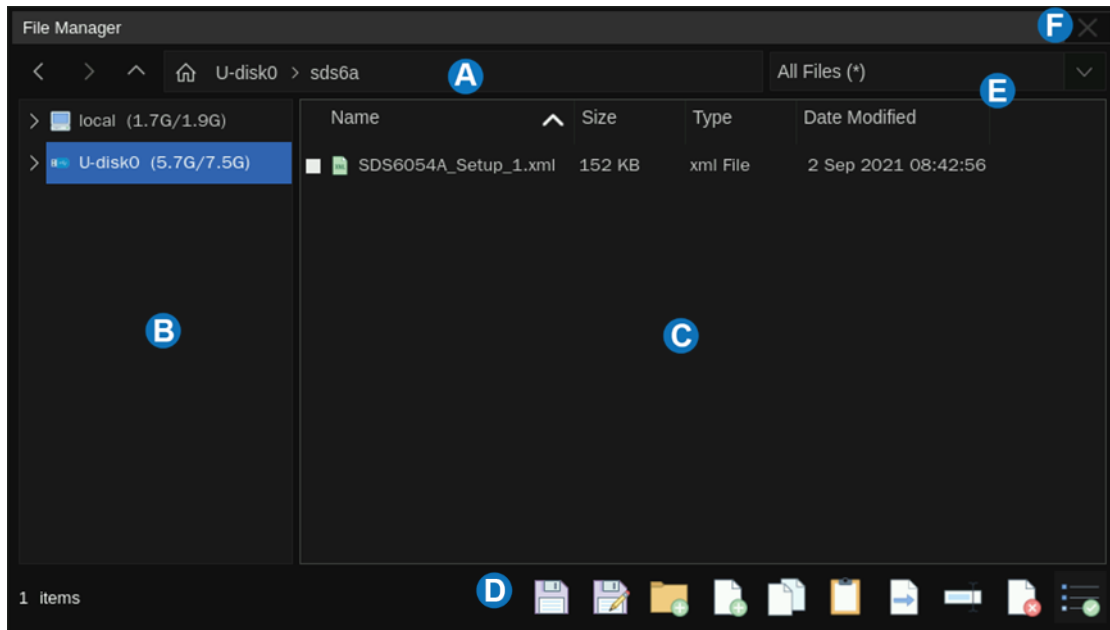 File Manager
F
U-disk0 > sds6a
A
All Files (*)
E
local (1.7G/1.9G)
U-disk0 (5.7G/7.5G)
B
Name Size Type Date Modified
SDS6054A_Setup_1.xml 152 KB xml File 2 Sep 2021 08:42:56
C
1 items
D